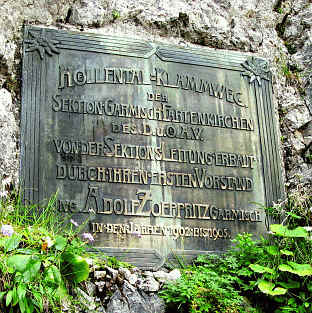 HÖLLENTAL-KLAMMWEG.
DER
SEKTION GARMISCH-PARTENKIRCHEN
DES D.u.Ö.A.V.
VON DER SEKTIONSLEITUNG ERBAUT
DURCH IHREN ERSTEN VORSTAND
ING. ADOLF ZOEPPRITZ GARMISCH
IN DEN JAHREN 1902 BIS 1905.